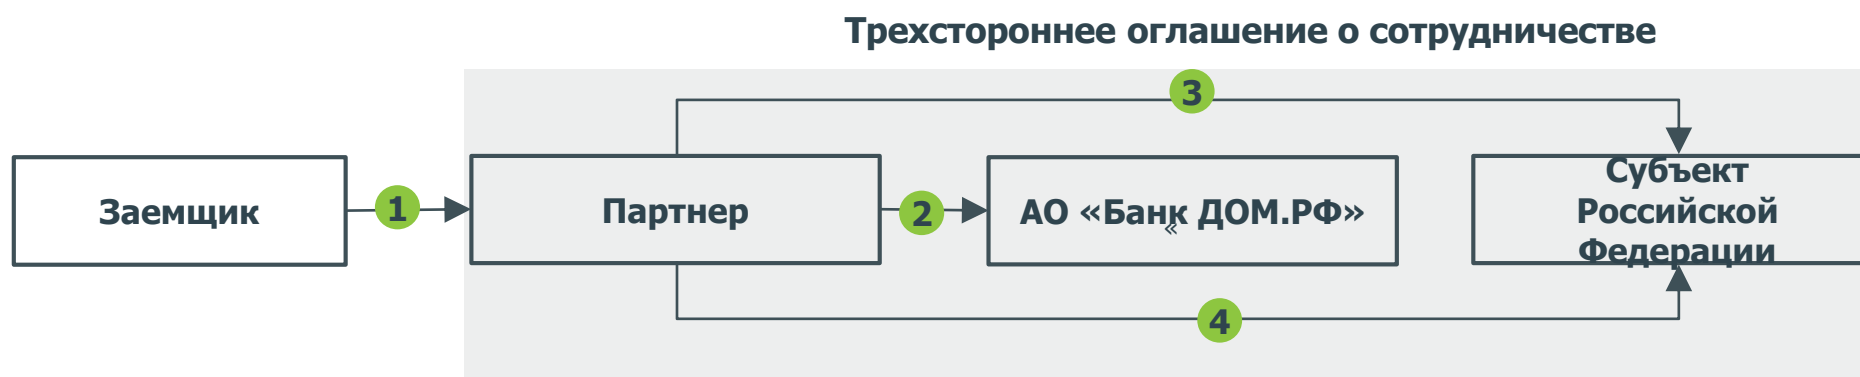 Трехстороннее оглашение о сотрудничестве
3
Заемщик
1
Партнер
2
АО «Банк ДОМ.РФ»
«
Субъект
Российской
Федерации
4